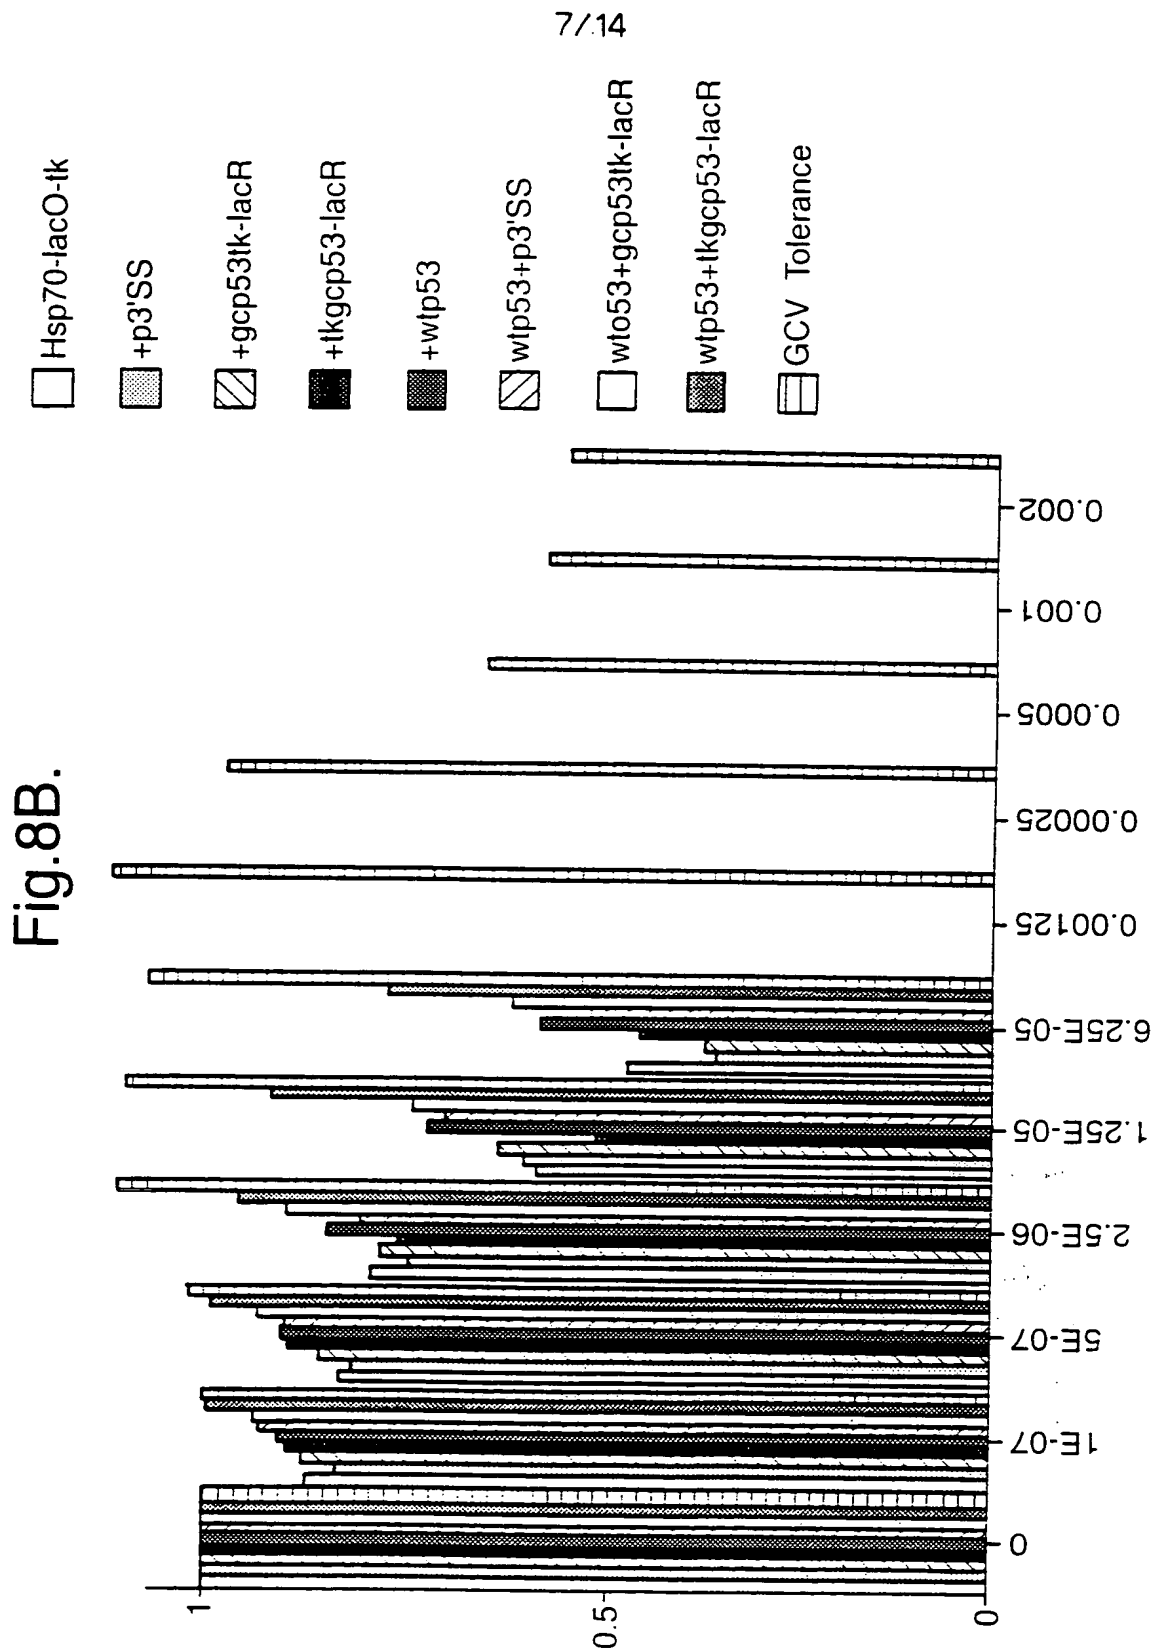 7/14
Fig.8B.
Hsp70-lacO-tk
+p3'SS
+gcp53tk-lacR
+tkgcp53-lacR
+wtp53
wtp53+p3'SS
wto53+gcp53tk-lacR
wtp53+tkgcp53-lacR
GCV Tolerance
1
0.5
0
0
1E-07
5E-07
2.5E-06
1.25E-05
6.25E-05
0.00125
0.00025
0.0005
0.001
0.002